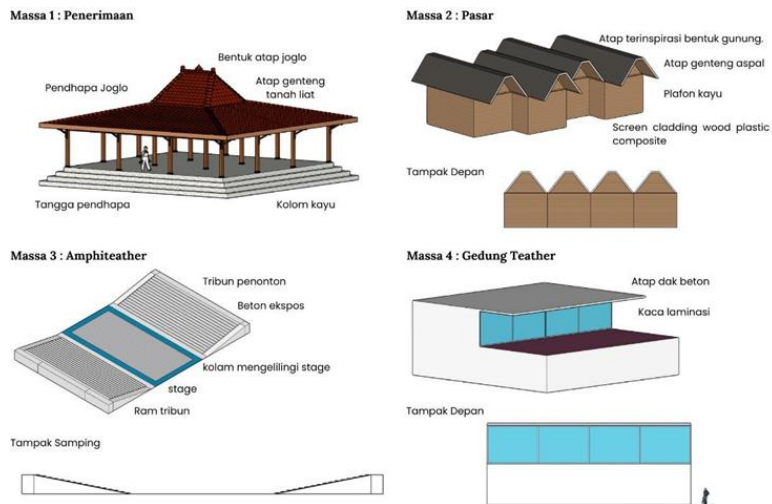 Massa 1 : Penerimaan
Bentuk atap joglo
Pendhapa Joglo
Atap genteng
tanah liat
Tangga pendhapa
Kolom kayu
Massa 2 : Pasar
Atap terinspirasi bentuk gunung.
Atap genteng aspal
Plafon kayu
Screen cladding wood plastic
composite
Tampak Depan
Massa 3 : Amphiteather
Tribun penonton
Beton ekspos
kolam mengelilingi stage
stage
Ram tribun
Tampak Samping
Massa 4 : Gedung Teather
Atap dak beton
Kaca laminasi
Tampak Depan